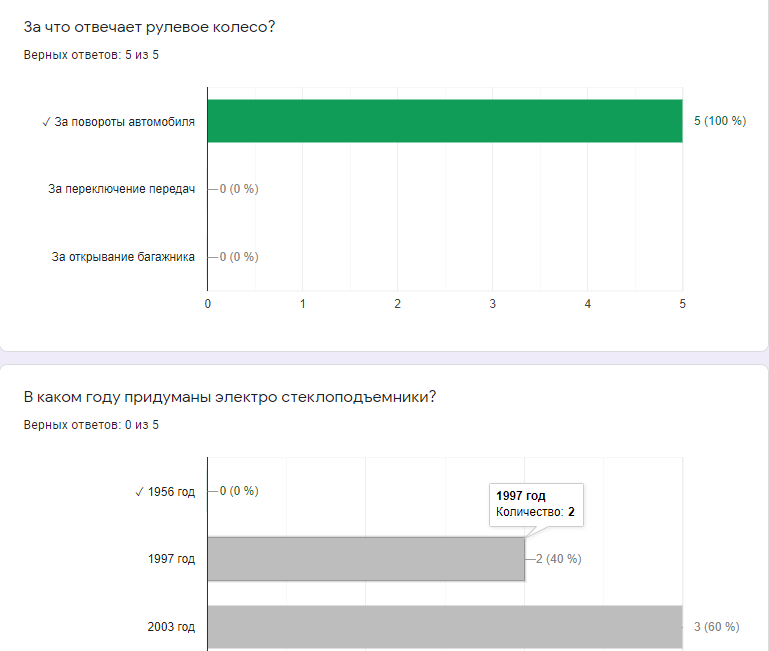 За что отвечает рулевое колесо?
Верных ответов: 5 из 5
✓ За повороты автомобиля 5 (100 %)
За переключение передач 0 (0 %)
За открывание багажника 0 (0 %)
0 1 2 3 4 5
В каком году придуманы электро стеклоподъемники?
Верных ответов: 0 из 5
✓ 1956 год 0 (0 %)
1997 год
Количество: 2
1997 год 2 (40 %)
2003 год 3 (60 %)